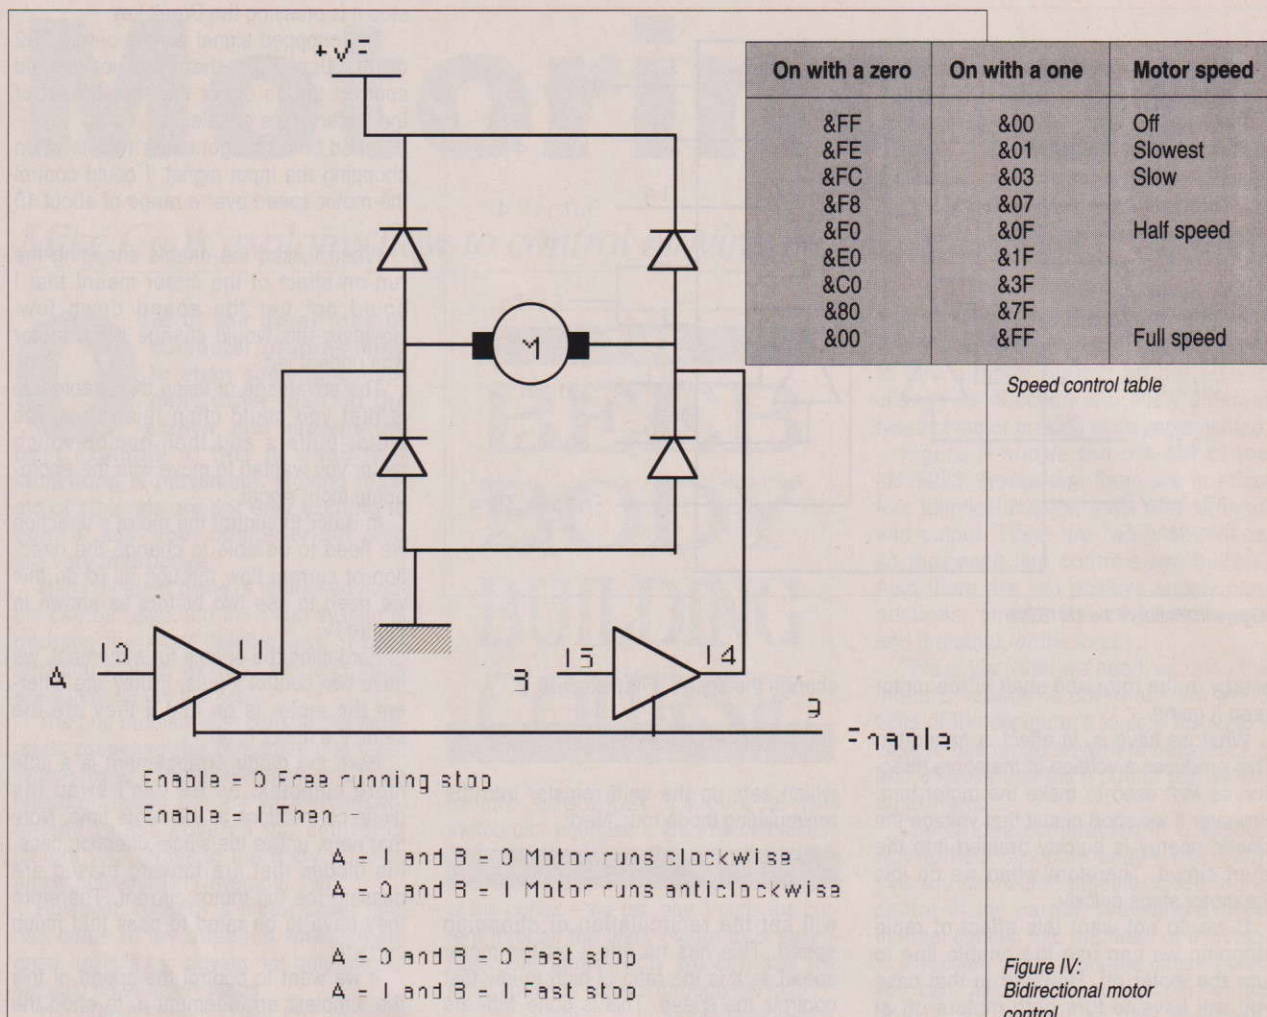 +VE
On with a zero On with a one Motor speed
&FF &00 Off
&FE &01 Slowest
&FC &03 Slow
&F8 &07
&F0 &0F Half speed
&E0 &1F
&C0 &3F
&80 &7F
&00 &FF Full speed
Speed control table
M
A 10 11
B 15 14
9
Enable
Enable = 0 Free running stop
Enable = 1 Then
A = 1 and B = 0 Motor runs clockwise
A = 0 and B = 1 Motor runs anticlockwise
A = 0 and B = 0 Fast stop
A = 1 and B = 1 Fast stop
Figure IV:
Bidirectional motor
control